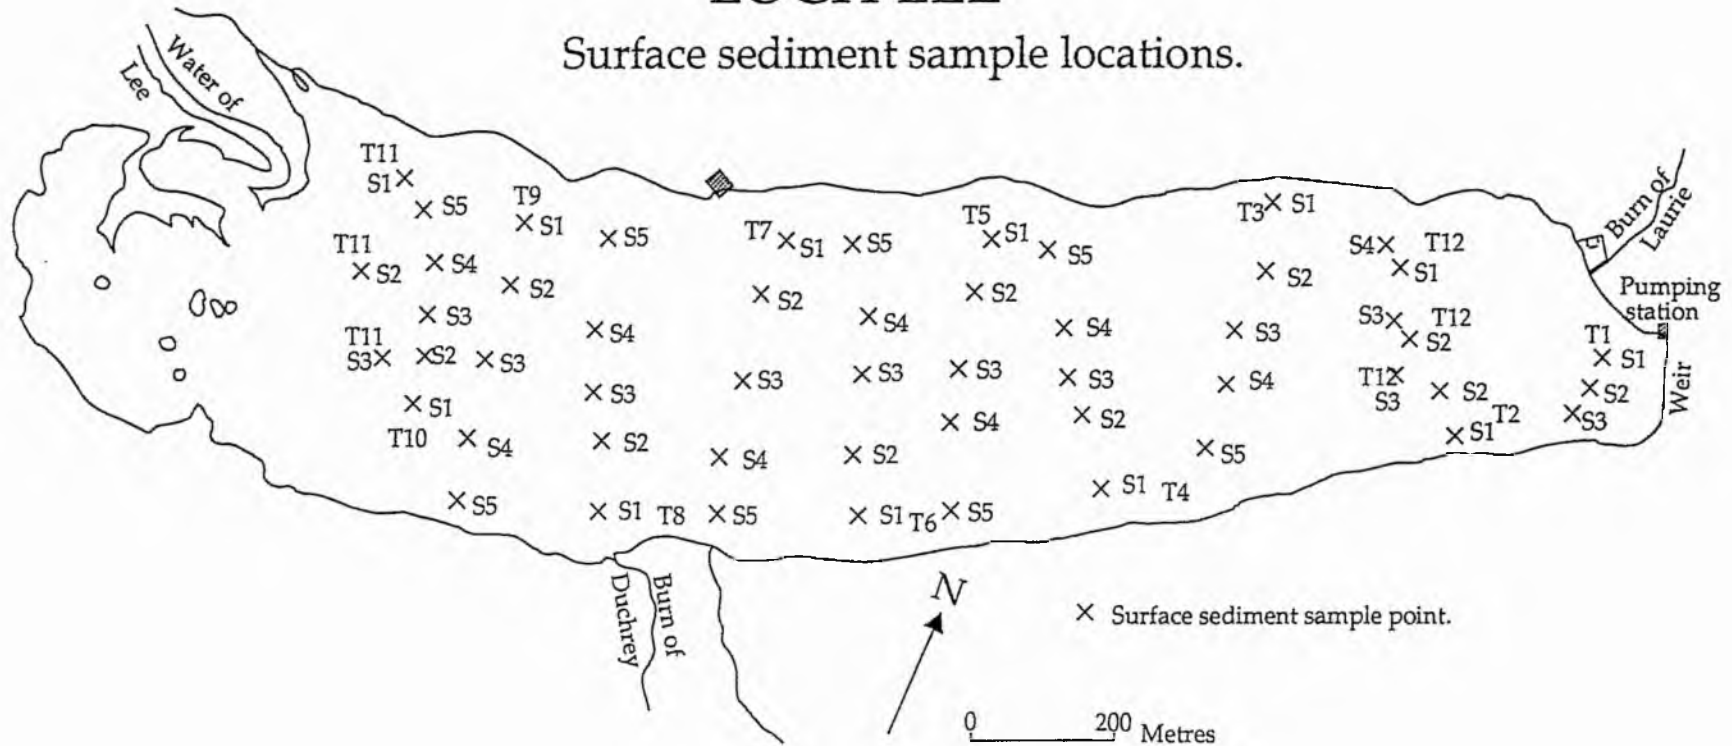 Surface sediment sample locations.
Water of
Lee
T11
S1
S5
T9
S1
S5
T7
S1
S5
T5
S1
S5
T3
S1
S4
T12
S1
Burn of
Laurie
T11
S2
S4
S2
S2
S2
S2
Pumping
station
S3
S4
S4
S4
S3
S3
T12
S2
T1
S1
T11
S3
S2
S3
S3
S3
S3
S3
S3
S4
T12
S3
S2
S2
S3
Weir
S1
T10
S4
S2
S4
S2
S4
S2
S5
S1
T2
S5
S1
T8
S5
S1
T6
S5
S1
T4
Burn of
Duchrey
N
× Surface sediment sample point.
0
200
Metres